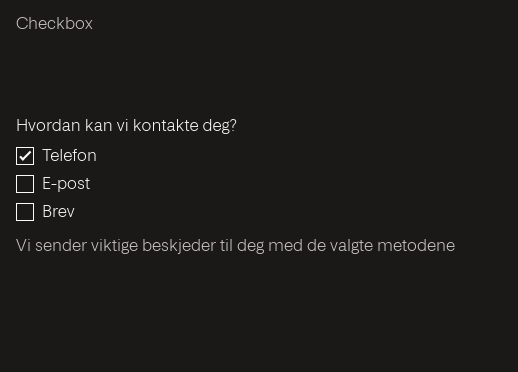 Checkbox
Hvordan kan vi kontakte deg?
Telefon
E-post
Brev
Vi sender viktige beskjeder til deg med de valgte metodene